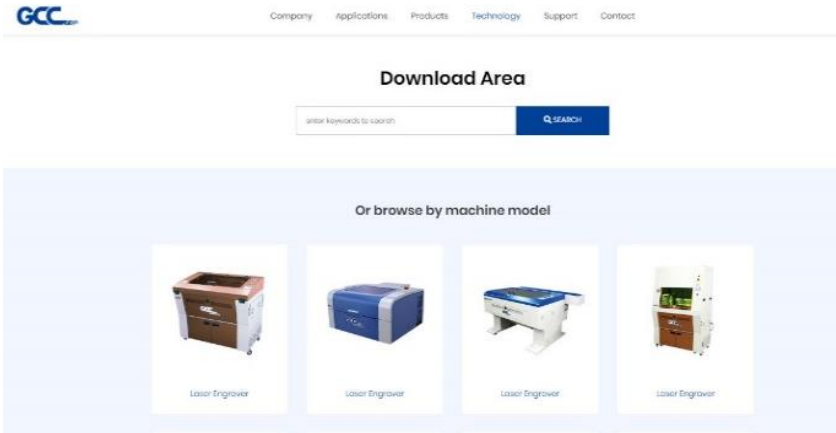 GCC
Company Applications Products Technology Support Contact
Download Area
enter keywords to search
SEARCH
Or browse by machine model
Laser Engraver
Laser Engraver
Laser Engraver
Laser Engraver